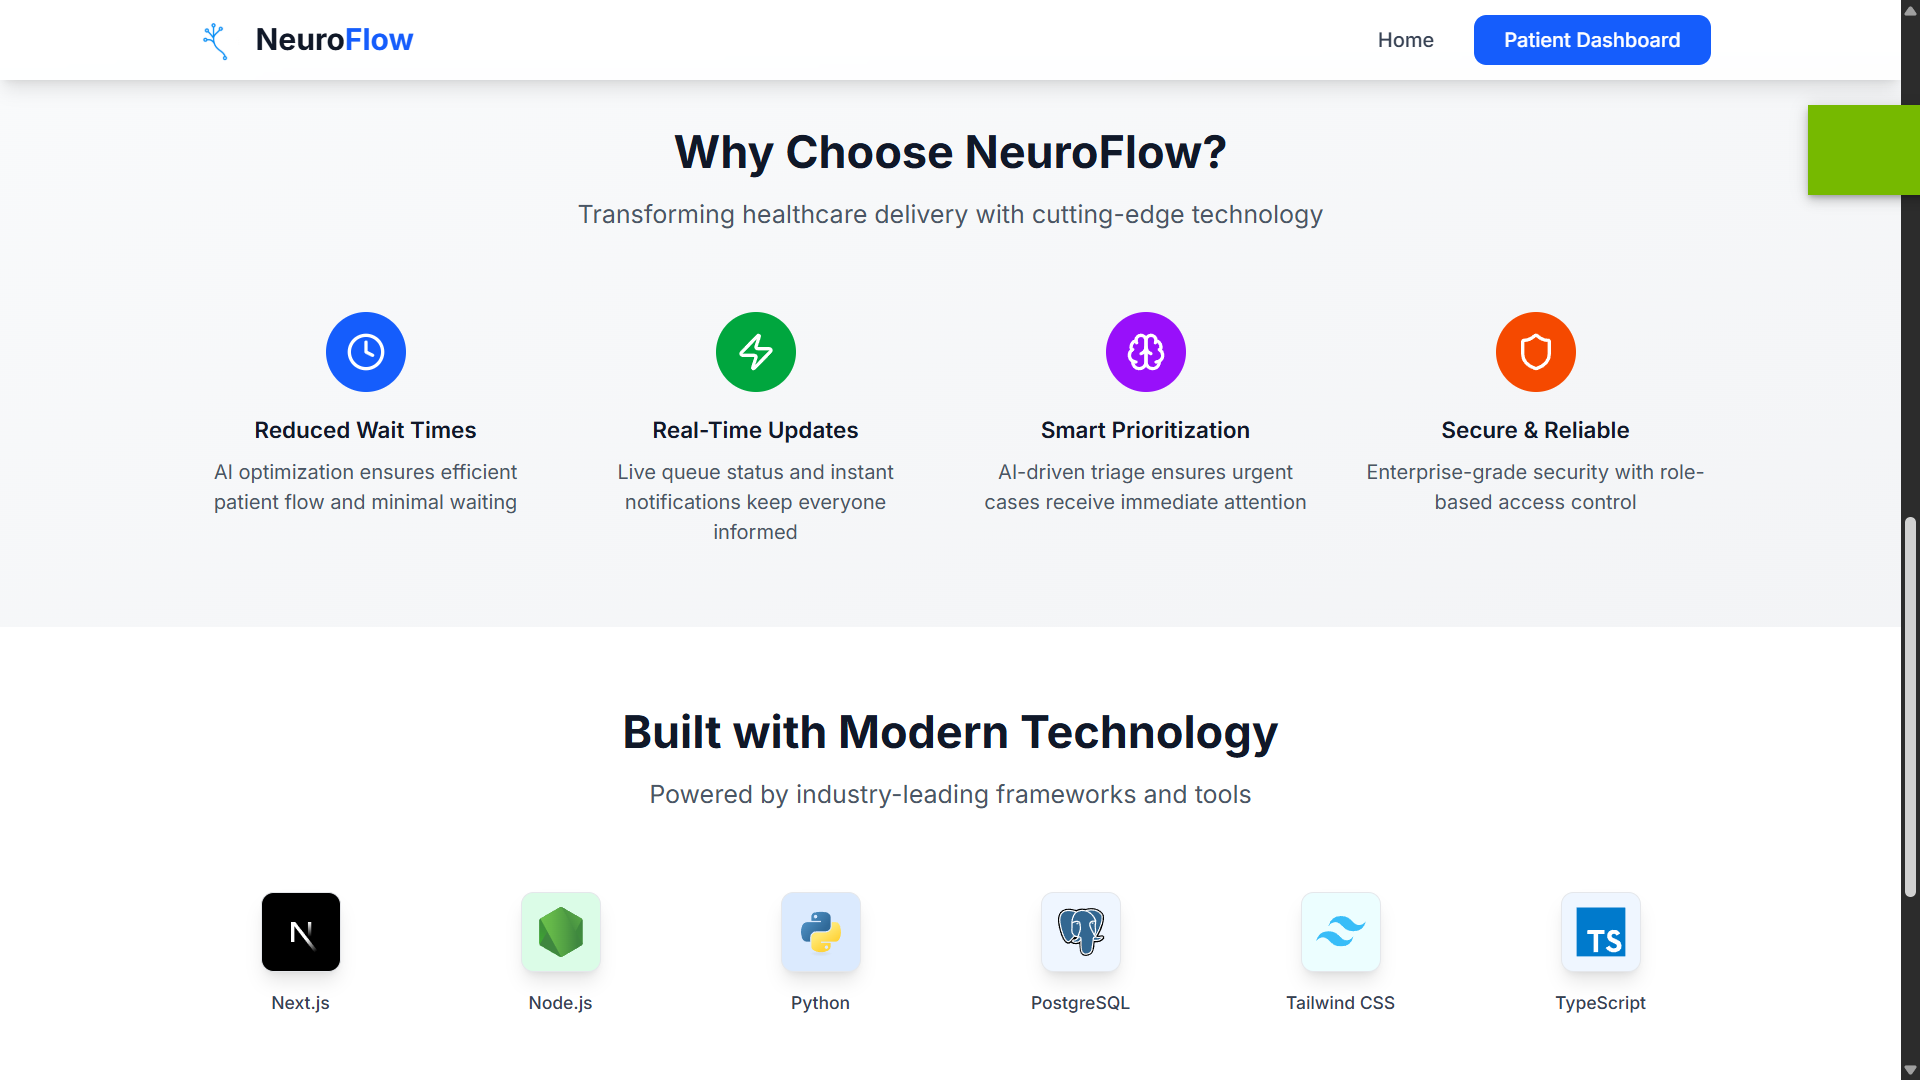 NeuroFlow
Home
Patient Dashboard
Why Choose NeuroFlow?
Transforming healthcare delivery with cutting-edge technology
Reduced Wait Times
AI optimization ensures efficient
patient flow and minimal waiting
Real-Time Updates
Live queue status and instant
notifications keep everyone
informed
Smart Prioritization
AI-driven triage ensures urgent
cases receive immediate attention
Secure & Reliable
Enterprise-grade security with role-
based access control
Built with Modern Technology
Powered by industry-leading frameworks and tools
N
TS
Next.js
Node.js
Python
PostgreSQL
Tailwind CSS
TypeScript